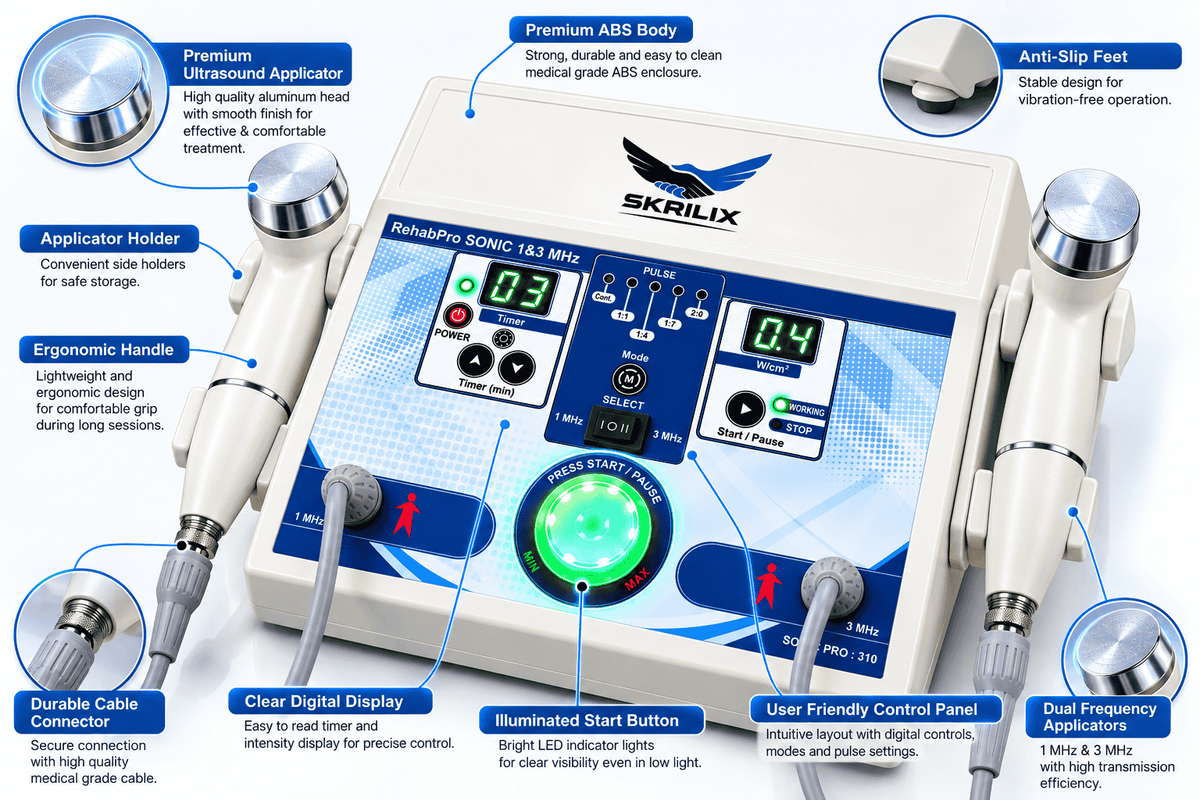 Premium
Ultrasound Applicator
High quality aluminum head
with smooth finish for
effective & comfortable
treatment.
Premium ABS Body
Strong, durable and easy to clean
medical grade ABS enclosure.
Anti-Slip Feet
Stable design for
vibration-free operation.
SKRILIX
Applicator Holder
Convenient side holders
for safe storage.
Ergonomic Handle
Lightweight and
ergonomic design
for comfortable grip
during long sessions.
RehabPro SONIC 1&3 MHz
03
Timer
POWER
Timer (min)
PULSE
Cont.
1:1
1:4
1:7
2:0
Mode
M
SELECT
1 MHz
IOII
3 MHz
0.4
W/cm²
WORKING
STOP
Start / Pause
PRESS START / PAUSE
MIN
MAX
1 MHz
3 MHz
PRO : 310
Durable Cable
Connector
Secure connection
with high quality
medical grade cable.
Clear Digital Display
Easy to read timer and
intensity display for precise control.
Illuminated Start Button
Bright LED indicator lights
for clear visibility even in low light.
User Friendly Control Panel
Intuitive layout with digital controls,
modes and pulse settings.
Dual Frequency
Applicators
1 MHz & 3 MHz
with high transmission
efficiency.